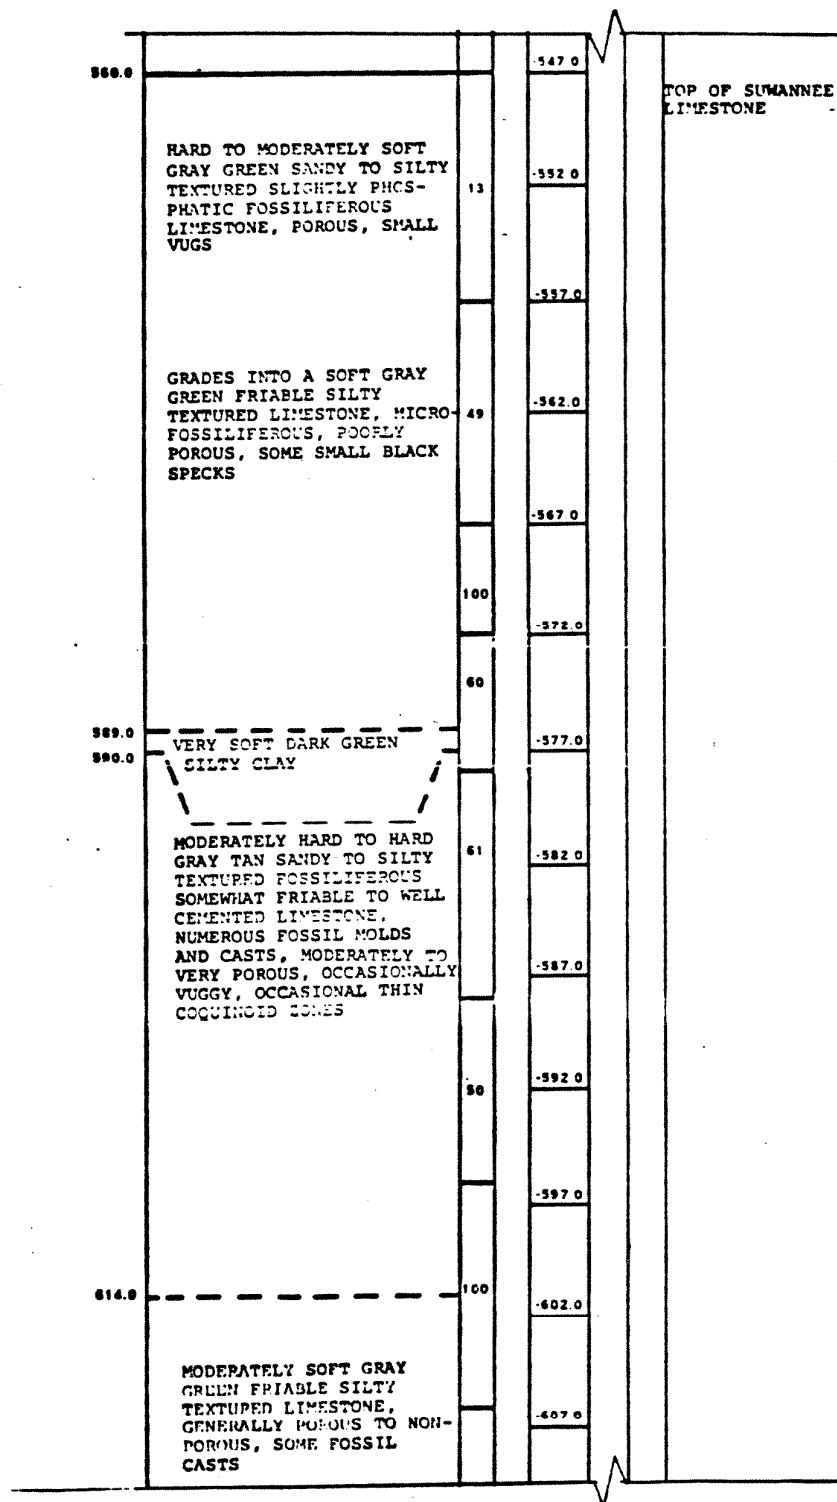 560.0
-547.0
TOP OF SUWANNEE
LIMESTONE
HARD TO MODERATELY SOFT
GRAY GREEN SANDY TO SILTY
TEXTURED SLIGHTLY PHOS-
PHATIC FOSSILIFEROUS
LIMESTONE, POROUS, SMALL
VUGS
13
-552.0
-557.0
GRADES INTO A SOFT GRAY
GREEN FRIABLE SILTY
TEXTURED LIMESTONE, MICRO-
FOSSILIFEROUS, POORLY
POROUS, SOME SMALL BLACK
SPECKS
49
-562.0
-567.0
100
-572.0
60
589.0
590.0
VERY SOFT DARK GREEN
SILTY CLAY
-577.0
MODERATELY HARD TO HARD
GRAY TAN SANDY TO SILTY
TEXTURED FOSSILIFEROUS
SOMEWHAT FRIABLE TO WELL
CEMENTED LIMESTONE,
NUMEROUS FOSSIL MOLDS
AND CASTS, MODERATELY TO
VERY POROUS, OCCASIONALLY
VUGGY, OCCASIONAL THIN
COQUINOID ZONES
61
-582.0
-587.0
50
-592.0
-597.0
614.0
100
-602.0
MODERATELY SOFT GRAY
GREEN FRIABLE SILTY
TEXTURED LIMESTONE,
GENERALLY POROUS TO NON-
POROUS, SOME FOSSIL
CASTS
-607.0